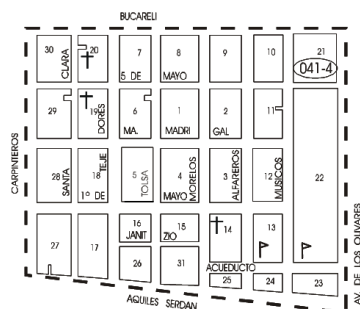 BUCARELI
30
CLARA
20
7
8
9
10
21
5 DE
MAYO
041-4
29
19
DORES
6
1
2
11
MA.
MADRI
GAL
CARPINTEROS
28
SANTA
18
TEJE
1º DE
5
TOLSA
4
MAYO
MORELOS
3
ALFAREROS
12
MUSICOS
22
27
17
16
JANIT
15
ZIO
14
13
26
31
ACUEDUCTO
25
24
23
AQUILES SERDAN
AV. DE LOS OLIVARES